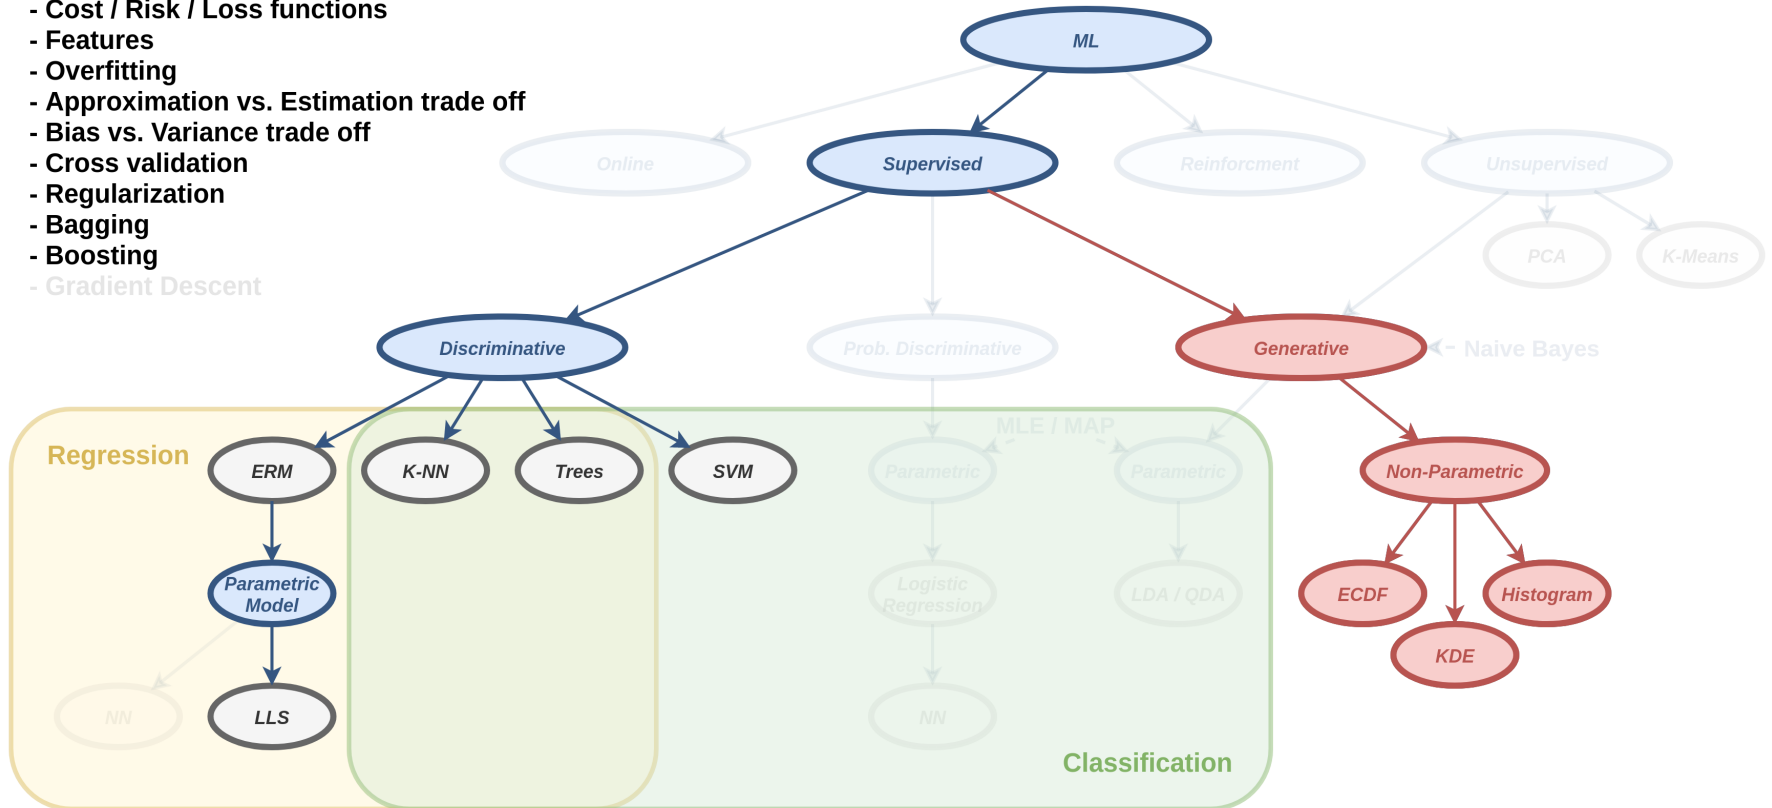 - Cost / Risk / Loss functions
- Features
- Overfitting
- Approximation vs. Estimation trade off
- Bias vs. Variance trade off
- Cross validation
- Regularization
- Bagging
- Boosting
- Gradient Descent
ML
Online
Supervised
Reinforcment
Unsupervised
PCA
K-Means
Discriminative
Prob. Discriminative
Generative
Naive Bayes
MLE / MAP
Regression
ERM
K-NN
Trees
SVM
Parametric
Parametric
Non-Parametric
Parametric
Model
Logistic
Regression
LDA / QDA
ECDF
Histogram
KDE
NN
LLS
NN
Classification